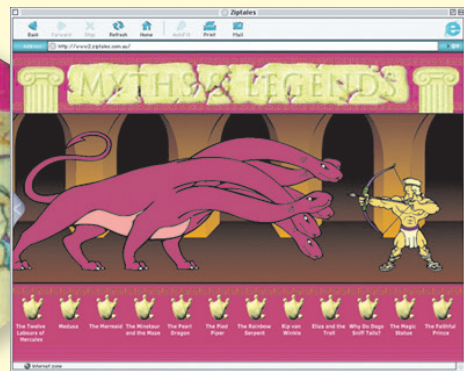 Ziptales
Back Forward Stop Refresh Home AutoFill Print Mail
Address http://www2.ziptales.com.au/ go
MYTHS & LEGENDS
The Twelve Labours of Hercules
Medusa
The Mermaid
The Minotaur and the Maze
The Pearl Dragon
The Pied Piper
The Rainbow Serpent
Rip van Winkle
Elias and the Troll
Why Do Dogs Sniff Tails?
The Magic Statue
The Faithful Prince
Internet zone